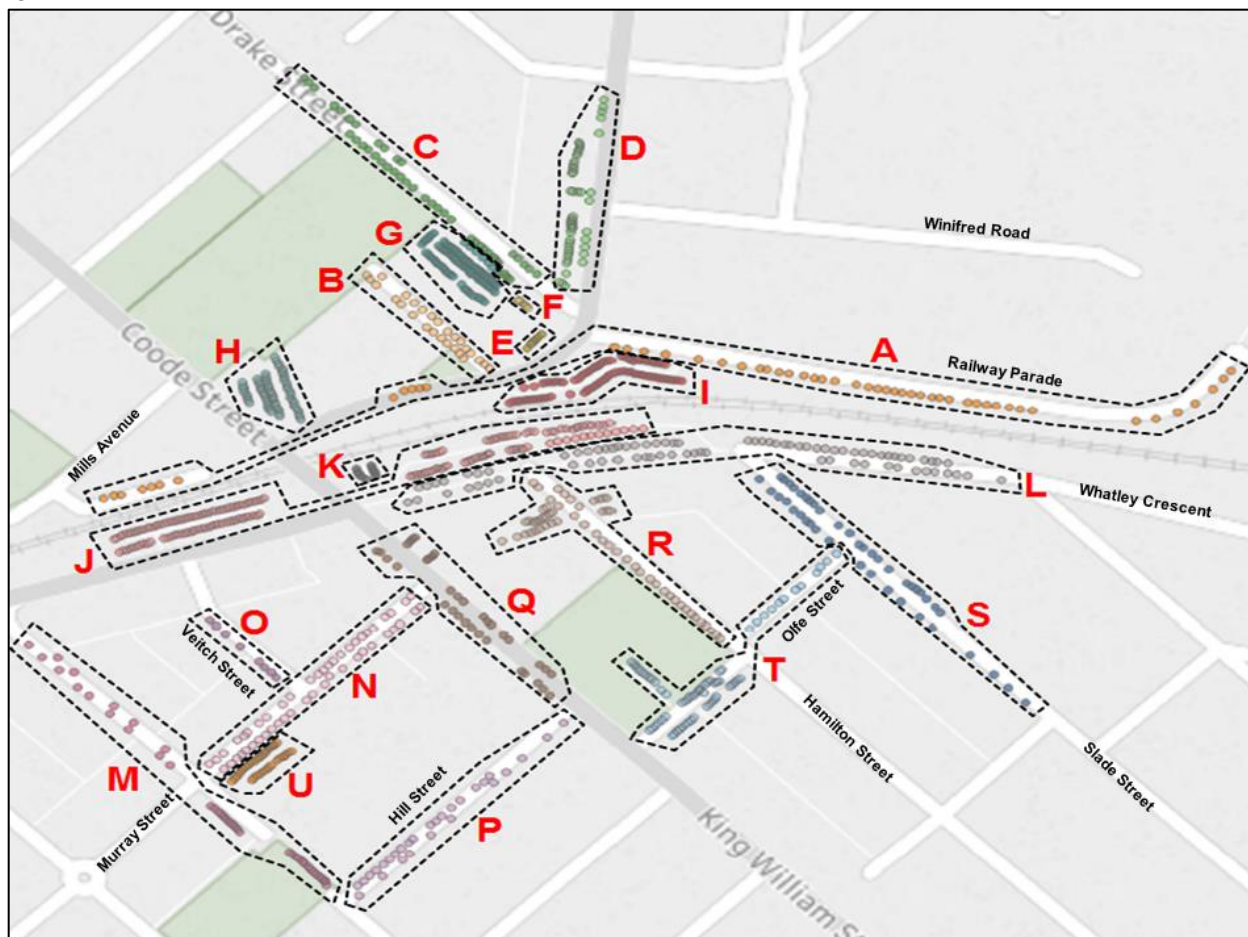 Drake Street
C
D
G
Winifred Road
B
F
E
A
H
Coode Street
Railway Parade
I
Mills Avenue
K
L
Whatley Crescent
J
R
Q
Olfe Street
S
O
Veitch Street
N
T
Hamilton Street
M
U
Hill Street
Slade Street
Murray Street
P
King William S